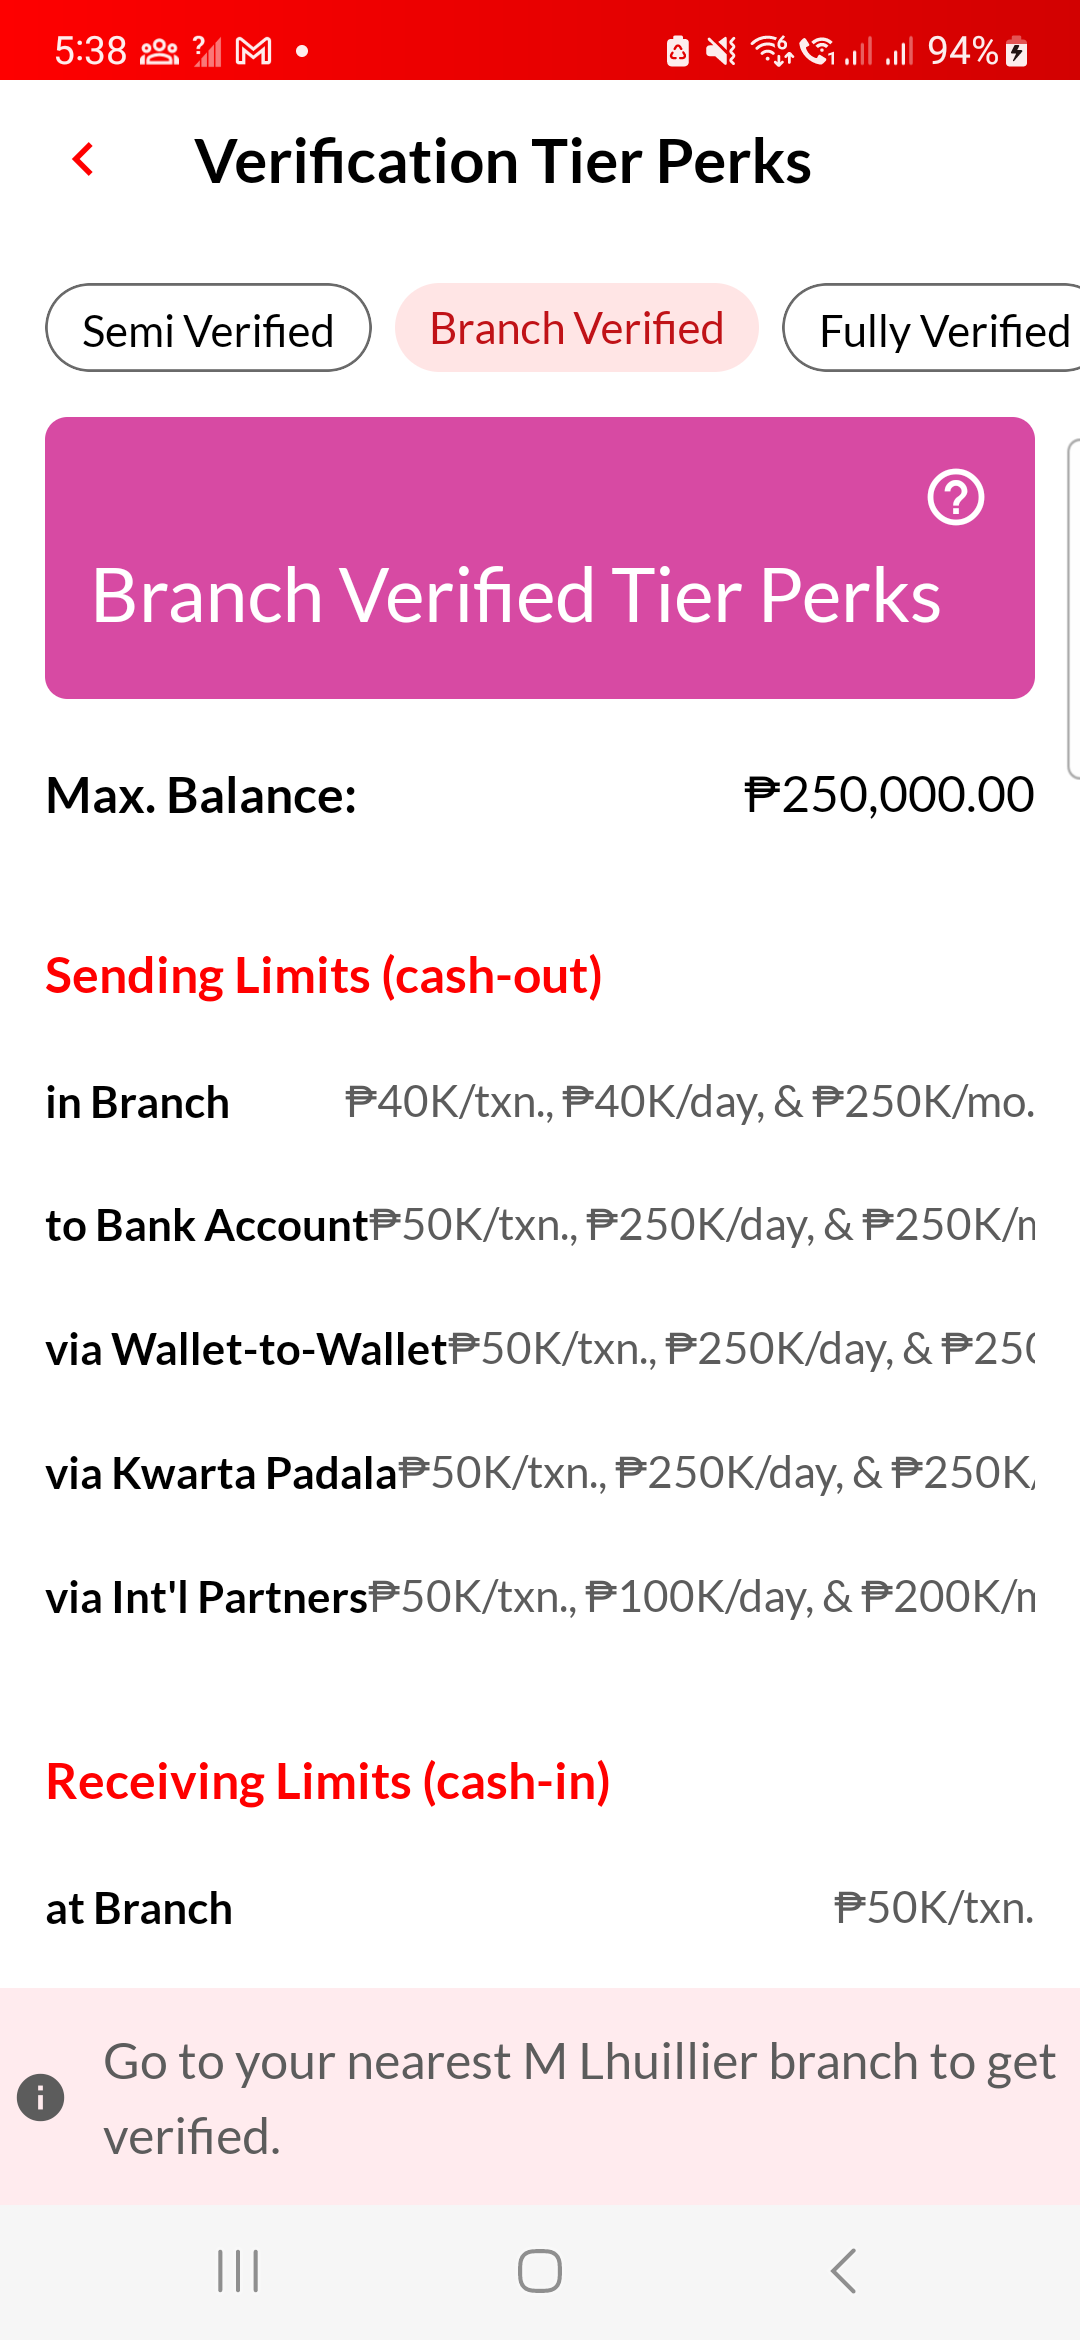 5:38
94%
Verification Tier Perks
Semi Verified
Branch Verified
Fully Verified
Branch Verified Tier Perks
Max. Balance: ₱250,000.00
Sending Limits (cash-out)
in Branch ₱40K/txn., ₱40K/day, & ₱250K/mo.
to Bank Account₱50K/txn., ₱250K/day, & ₱250K/
via Wallet-to-Wallet₱50K/txn., ₱250K/day, & ₱25
via Kwarta Padala₱50K/txn., ₱250K/day, & ₱250K/
via Int'l Partners₱50K/txn., ₱100K/day, & ₱200K/
Receiving Limits (cash-in)
at Branch ₱50K/txn.
Go to your nearest M Lhuillier branch to get
verified.